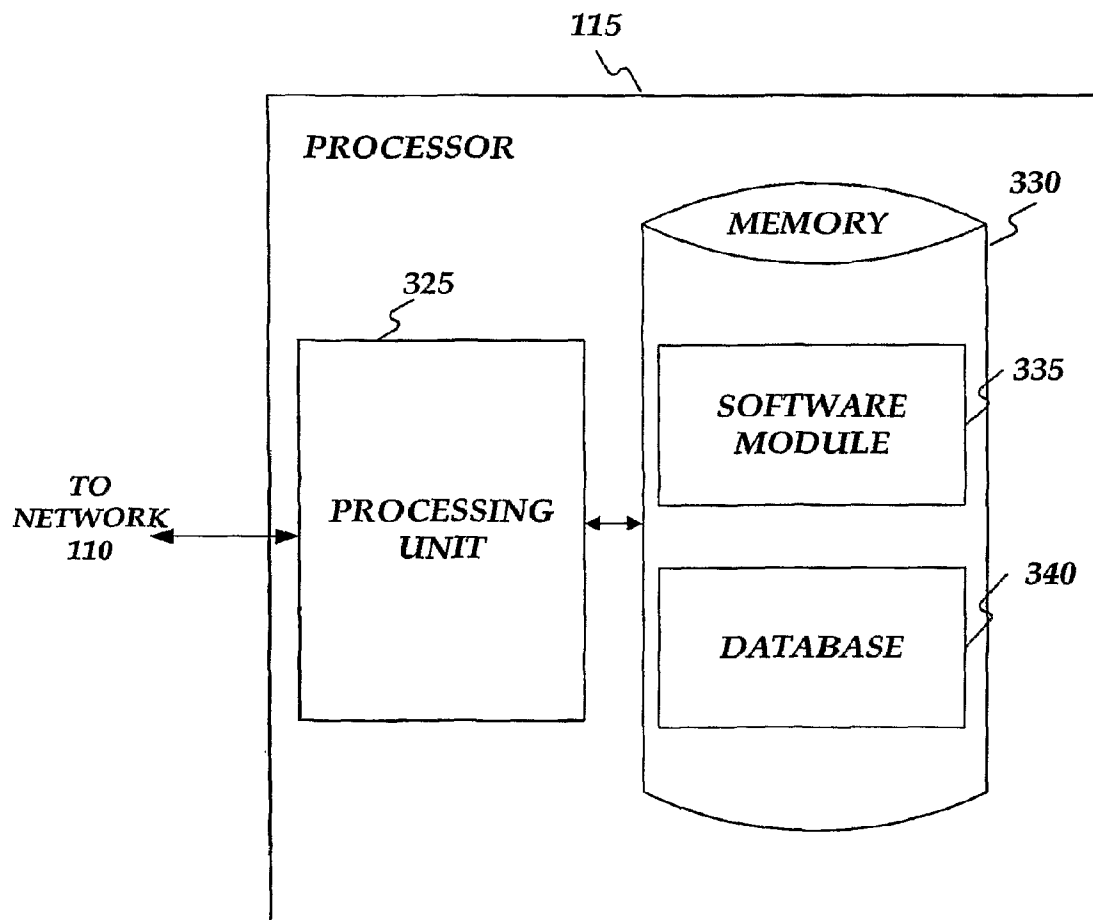 115
PROCESSOR
330
MEMORY
325
335
SOFTWARE
MODULE
TO
NETWORK
110
PROCESSING
UNIT
340
DATABASE